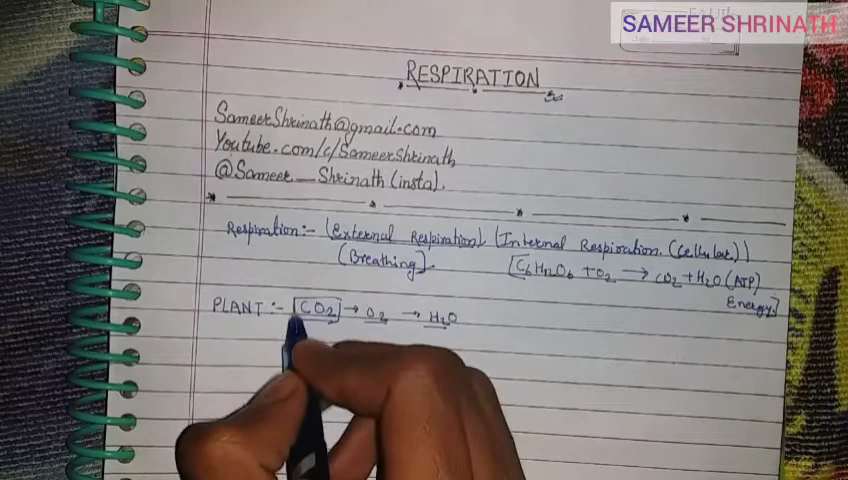 SAMEER SHRINATH
RESPIRATION
SameerShrinath@gmail.com
Youtube.com/c/SameerShrinath
@Sameer_Shrinath (insta).
Respiration:- (External Respiration) (Internal Respiration (Cellular))
(Breathing). [C6H12O6 + O2 → CO2 + H2O (ATP)
Energy]
PLANT :- [CO2] → O2 → H2O